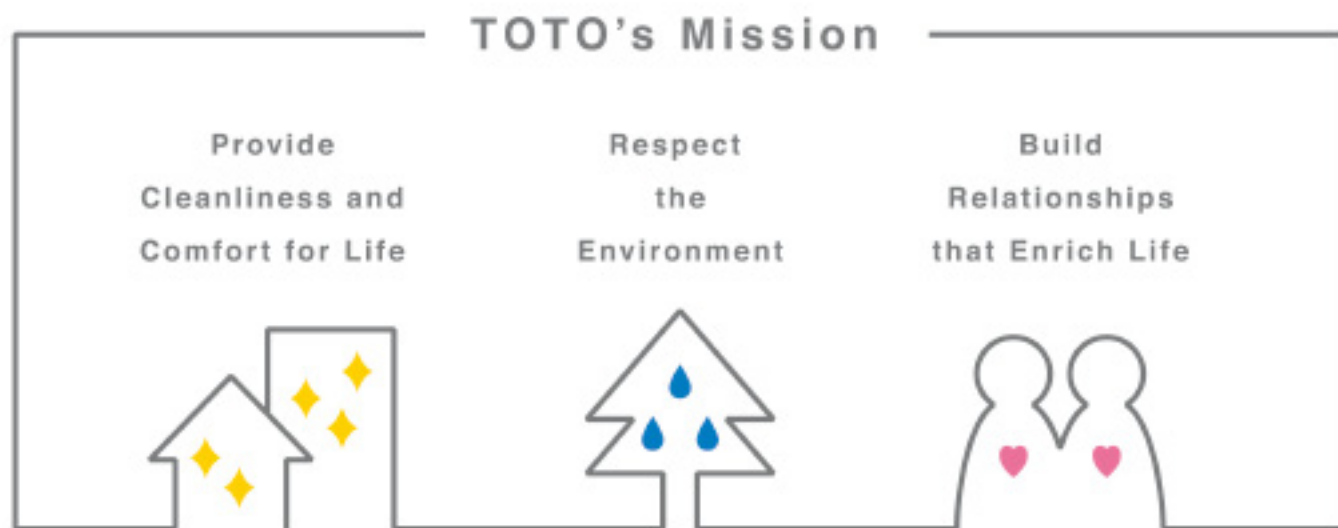 TOTO's Mission
Provide
Cleanliness and
Comfort for Life
Respect
the
Environment
Build
Relationships
that Enrich Life